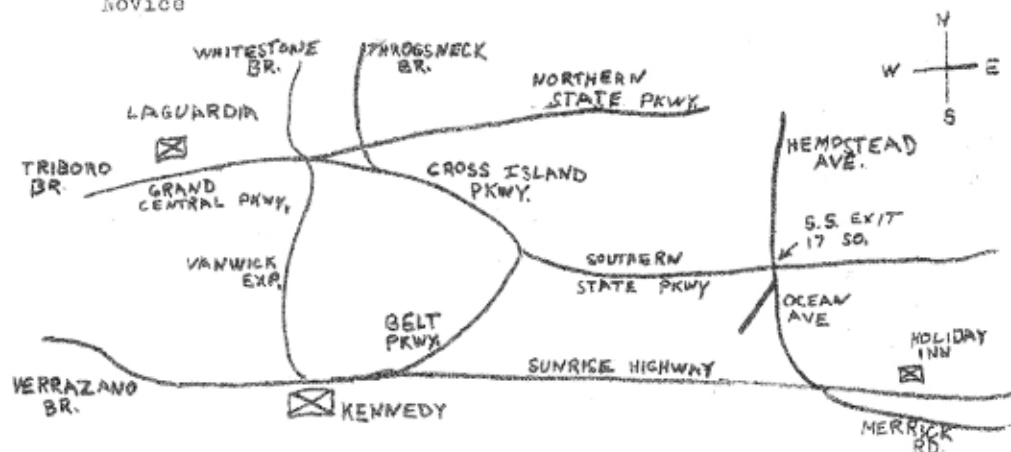 Novice
WHITESTONE
BR.
THROGSNECK
BR.
NORTHERN
STATE PKWY.
N
W
E
S
LAGUARDIA
HEMPSTEAD
AVE.
TRIBORO
BR.
GRAND
CENTRAL PKWY.
CROSS ISLAND
PKWY.
S.S. EXIT
17 SO.
VANWICK
EXP.
SOUTHERN
STATE PKWY
OCEAN
AVE
BELT
PKWY.
HOLIDAY
INN
SUNRISE HIGHWAY
VERRAZANO
BR.
KENNEDY
MERRICK
RD.